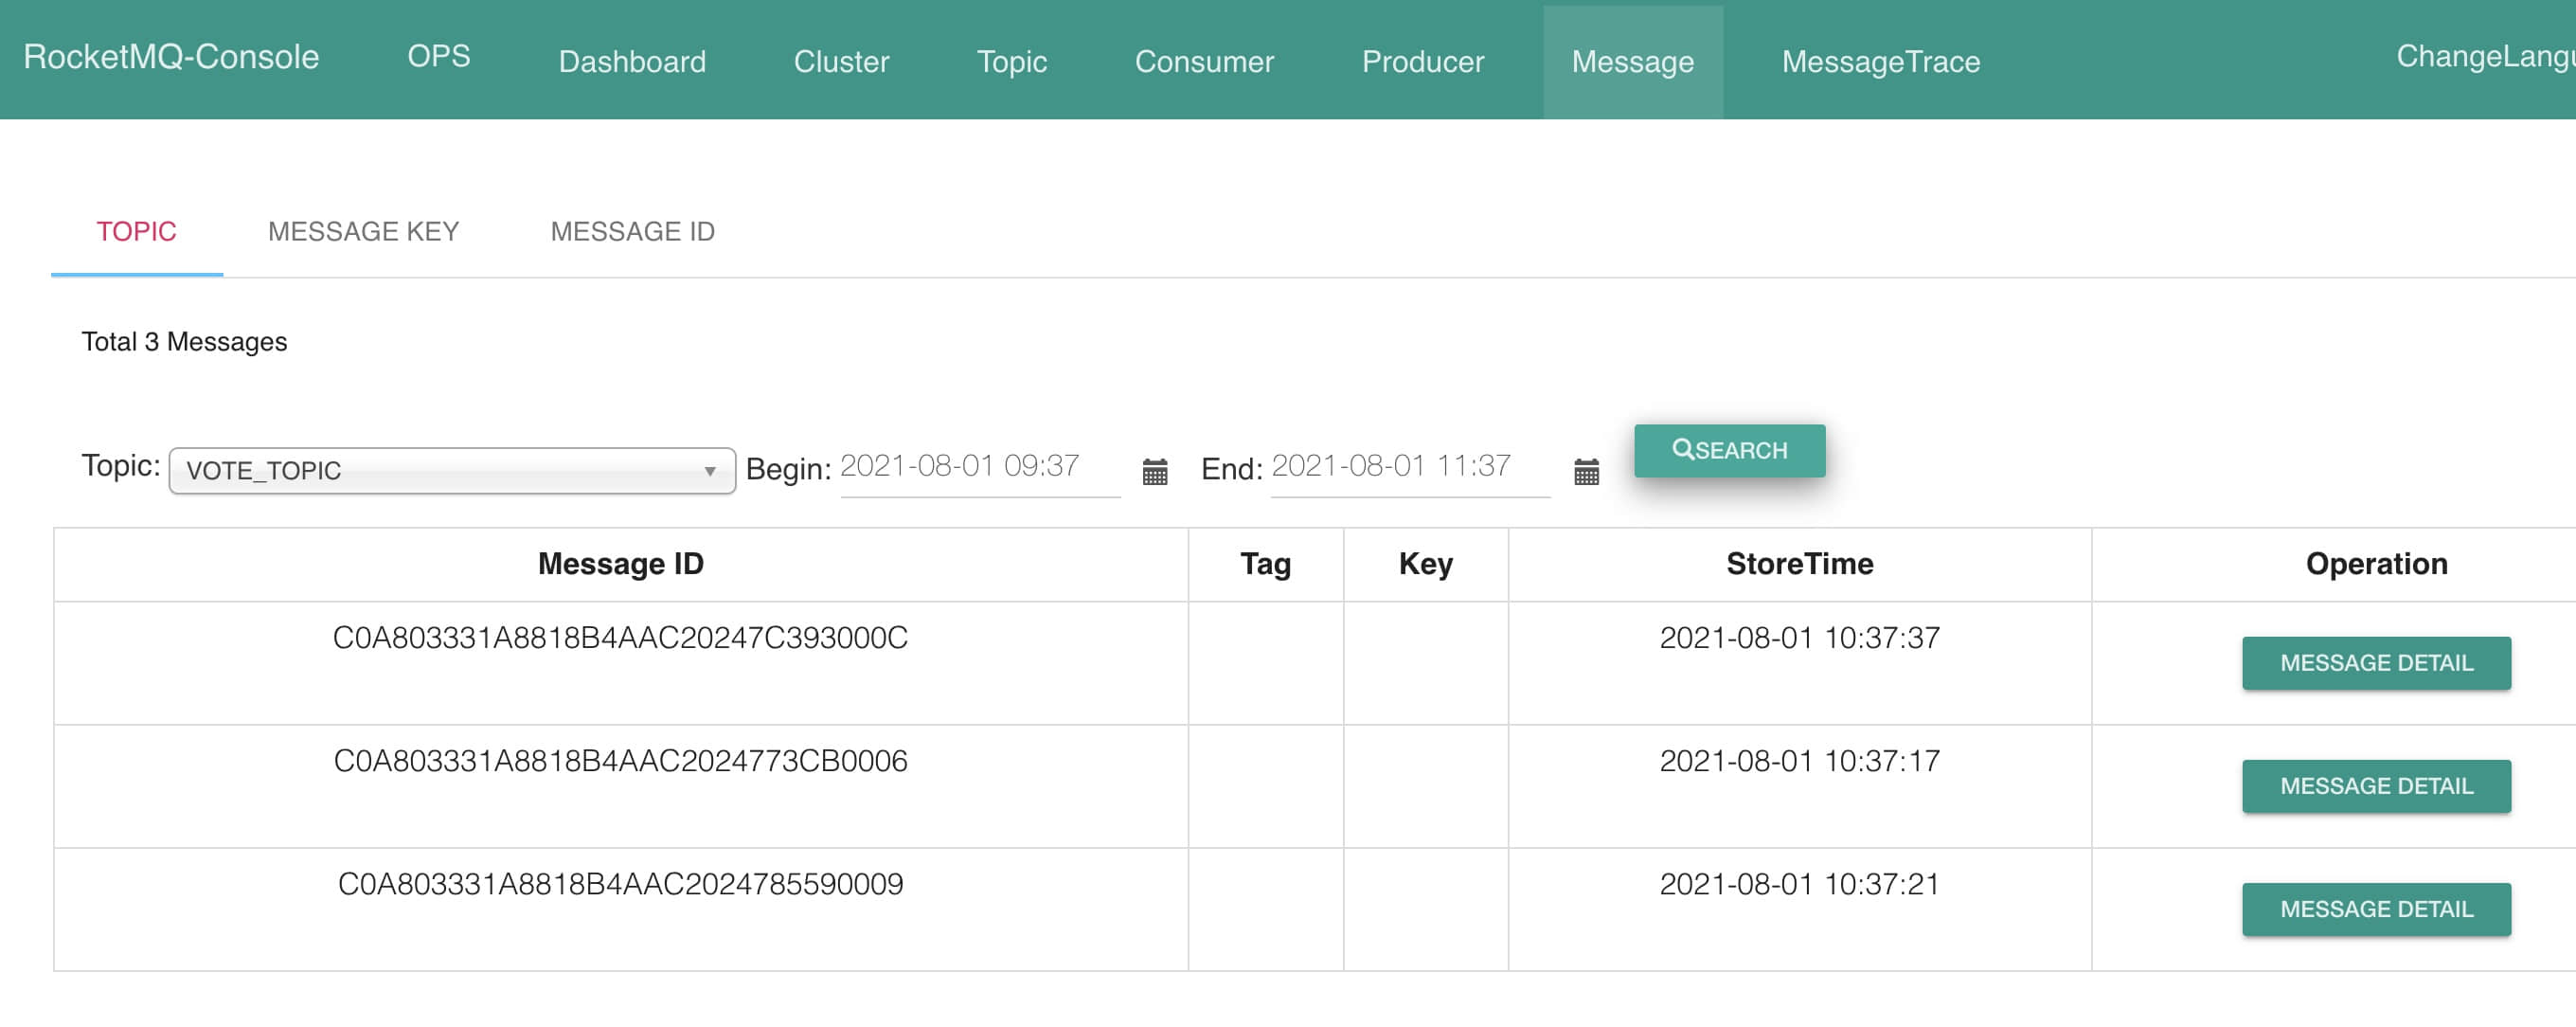 RocketMQ-Console OPS Dashboard Cluster Topic Consumer Producer Message MessageTrace ChangeLangu
TOPIC MESSAGE KEY MESSAGE ID
Total 3 Messages
Topic: VOTE_TOPIC Begin: 2021-08-01 09:37 End: 2021-08-01 11:37 SEARCH
Message ID Tag Key StoreTime Operation
C0A803331A8818B4AAC20247C393000C 2021-08-01 10:37:37 MESSAGE DETAIL
C0A803331A8818B4AAC2024773CB0006 2021-08-01 10:37:17 MESSAGE DETAIL
C0A803331A8818B4AAC2024785590009 2021-08-01 10:37:21 MESSAGE DETAIL